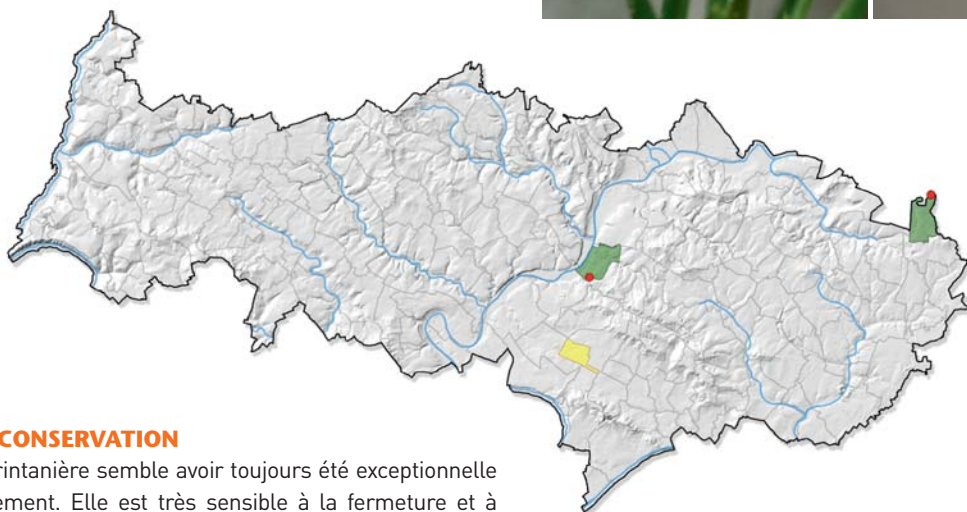 CONSERVATION
rintanière semble avoir toujours été exceptionnelle
ement. Elle est très sensible à la fermeture et à